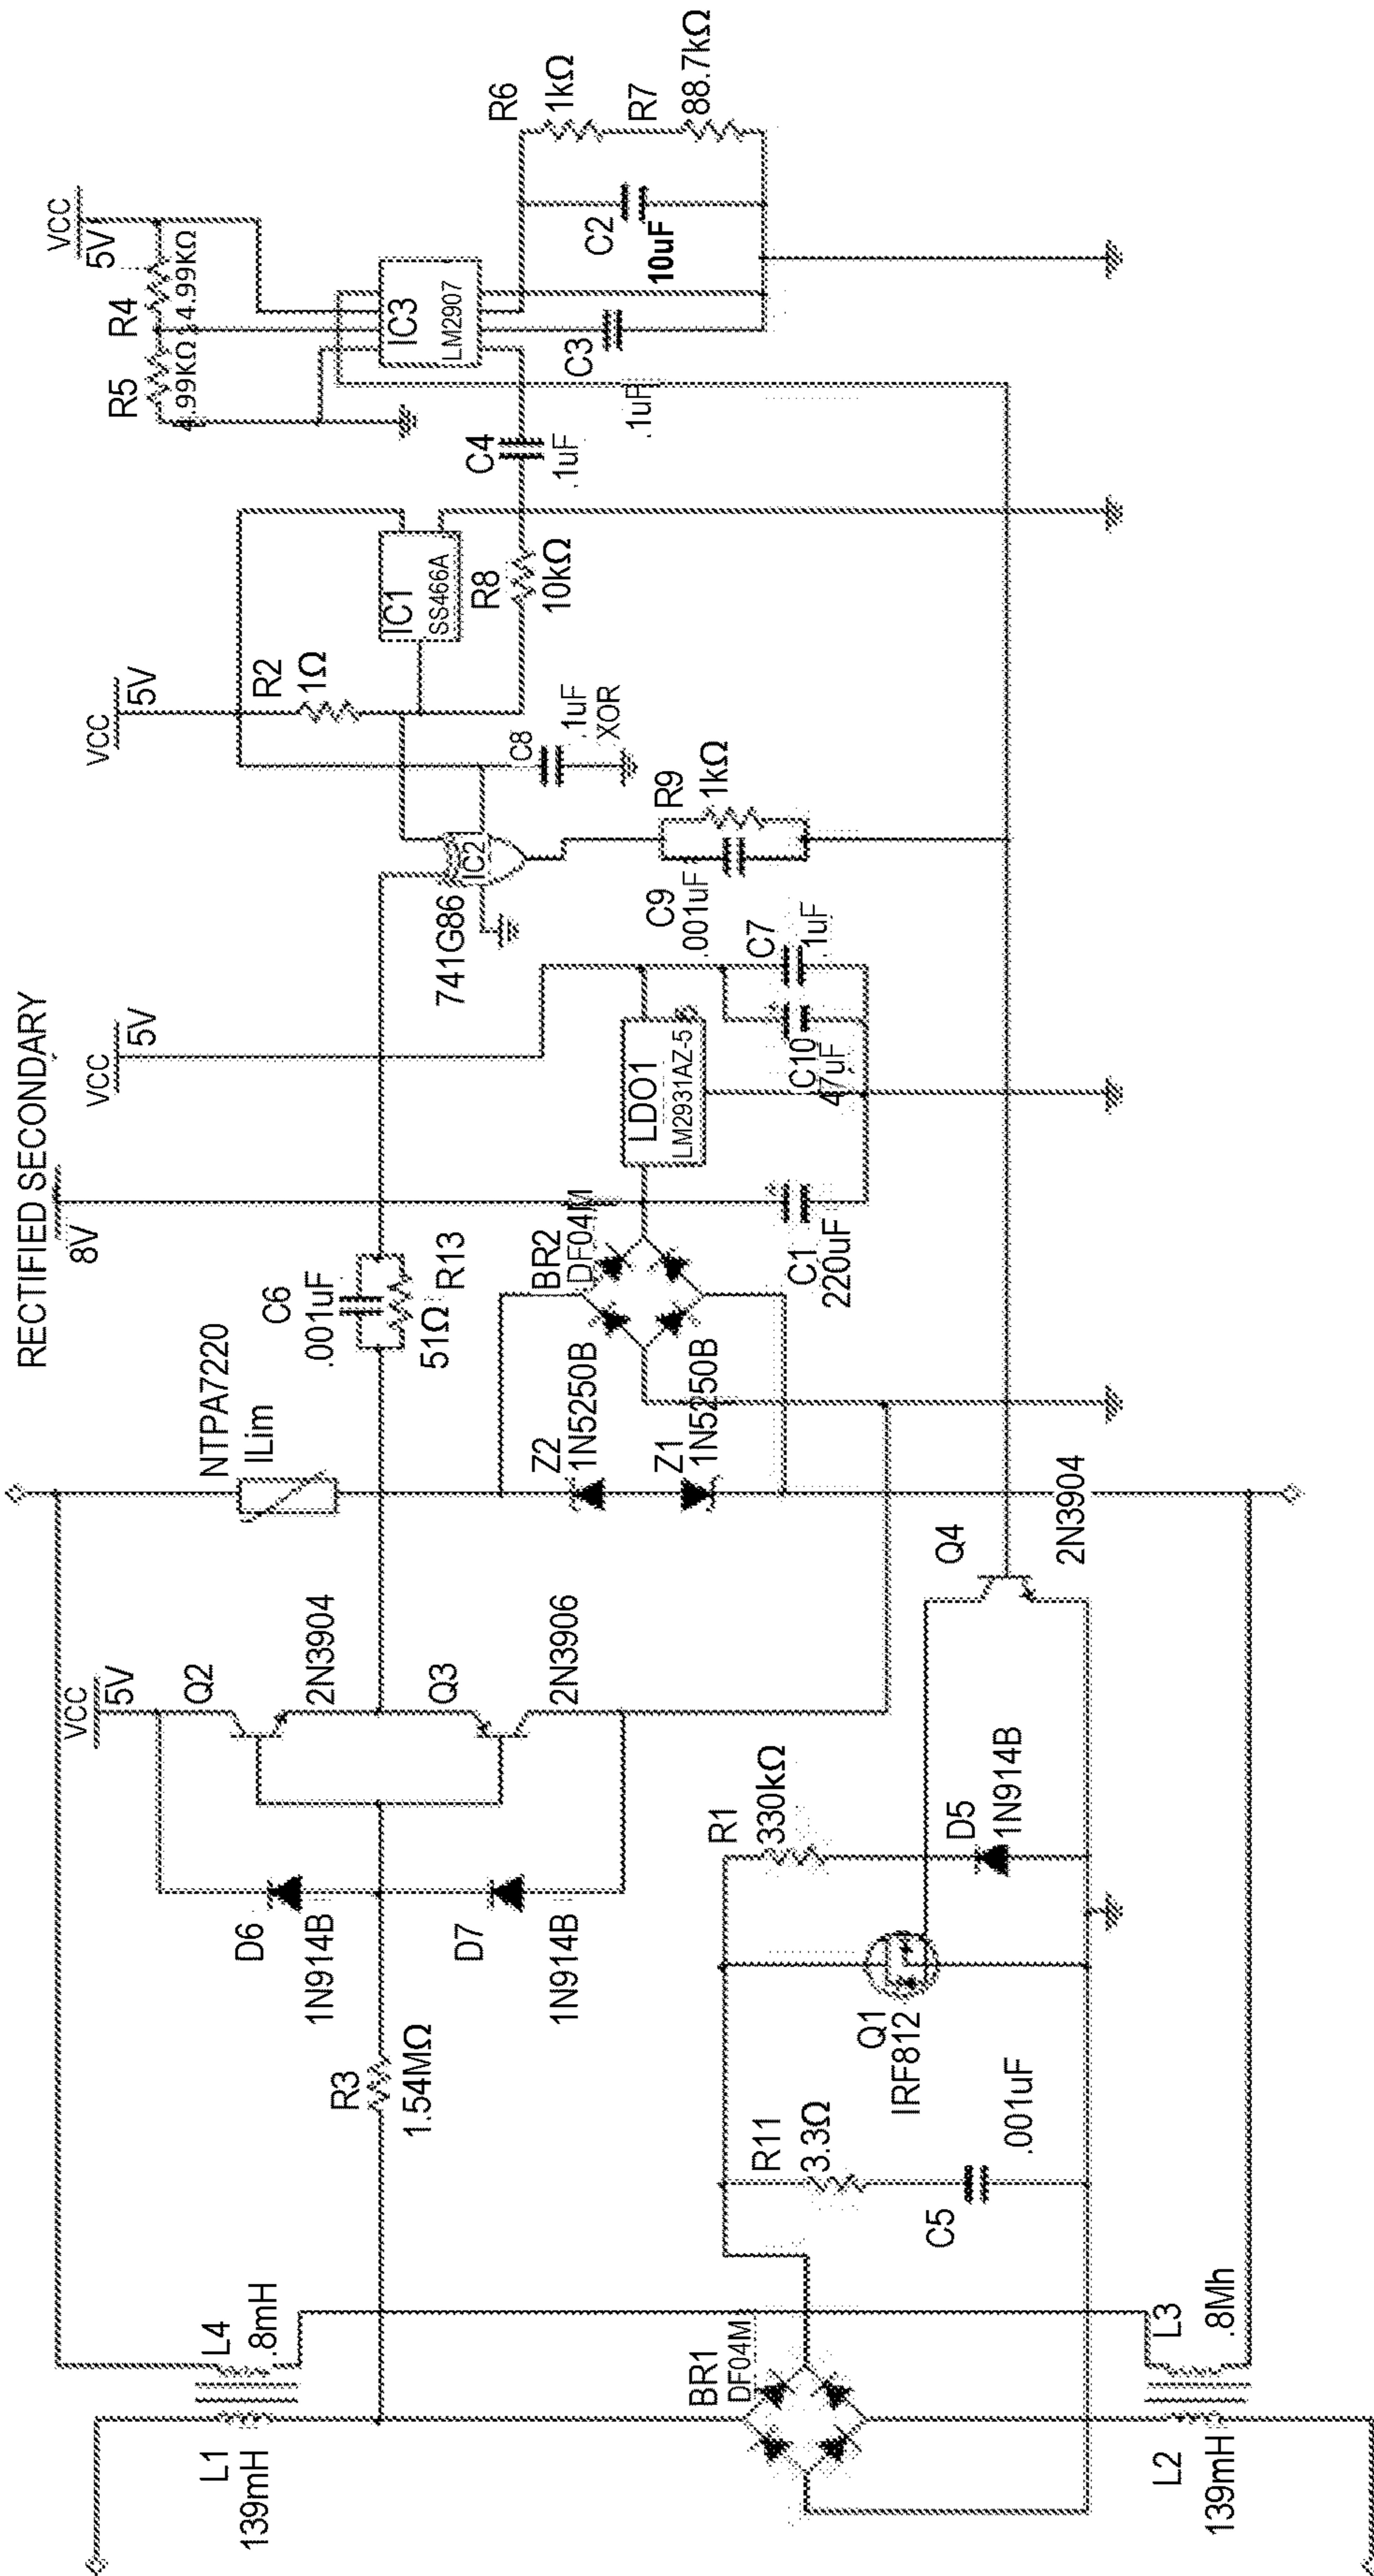 RECTIFIED SECONDARY
8V
VCC
5V
VCC
5V
VCC
5V
VCC
5V
L1
139mH
L4
.8mH
R3
1.54MΩ
D6
1N914B
D7
1N914B
Q2
2N3904
Q3
2N3906
NTPA7220
ILim
C6
.001uF
R13
51Ω
Z2
1N5250B
Z1
1N5250B
BR2
DF04M
LDO1
LM2931AZ-5
C1
220uF
C10
47uF
C7
.1uF
741G86
IC2
C9
.001uF
R9
1kΩ
C8
.1uF
XOR
R2
1Ω
IC1
SS466A
R8
10kΩ
C4
.1uF
R5
4.99KΩ
R4
24.99KΩ
IC3
LM2907
C3
.1uF
C2
10uF
R6
1kΩ
R7
88.7kΩ
BR1
DF04M
R11
3.3Ω
C5
.001uF
Q1
IRF812
R1
330kΩ
D5
1N914B
Q4
2N3904
L2
139mH
L3
.8Mh